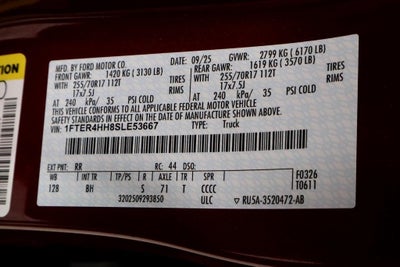 MFD. BY FORD MOTOR CO. 09/25 GVWR: 2799 KG ( 6170 LB)
FRONT GAWR: 1420 KG ( 3130 LB) REAR GAWR: 1619 KG ( 3570 LB)
255/70R17 112T TIRES 255/70R17 112T TIRES
17x7.5J RIMS 17x7.5J RIMS
AT 240 kPa/ 35 PSI COLD AT 240 kPa/ 35 PSI COLD
THIS VEHICLE CONFORMS TO ALL APPLICABLE FEDERAL MOTOR VEHICLE
SAFETY STANDARDS IN EFFECT ON THE DATE OF MANUFACTURE SHOWN ABOVE.
VIN: 1FTER4HH8SLE53667 TYPE: Truck
EXT PNT: RR RC: 44 DSO: F0326
WB INT TR TP/PS R AXLE TR SPR T0611
128 BH S 71 T CCCC
3202509293850 ULC RU5A-3520472-AB